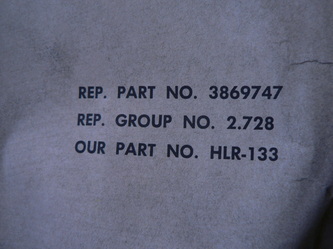 REP. PART NO. 3869747
REP. GROUP NO. 2.728
OUR PART NO. HLR-133